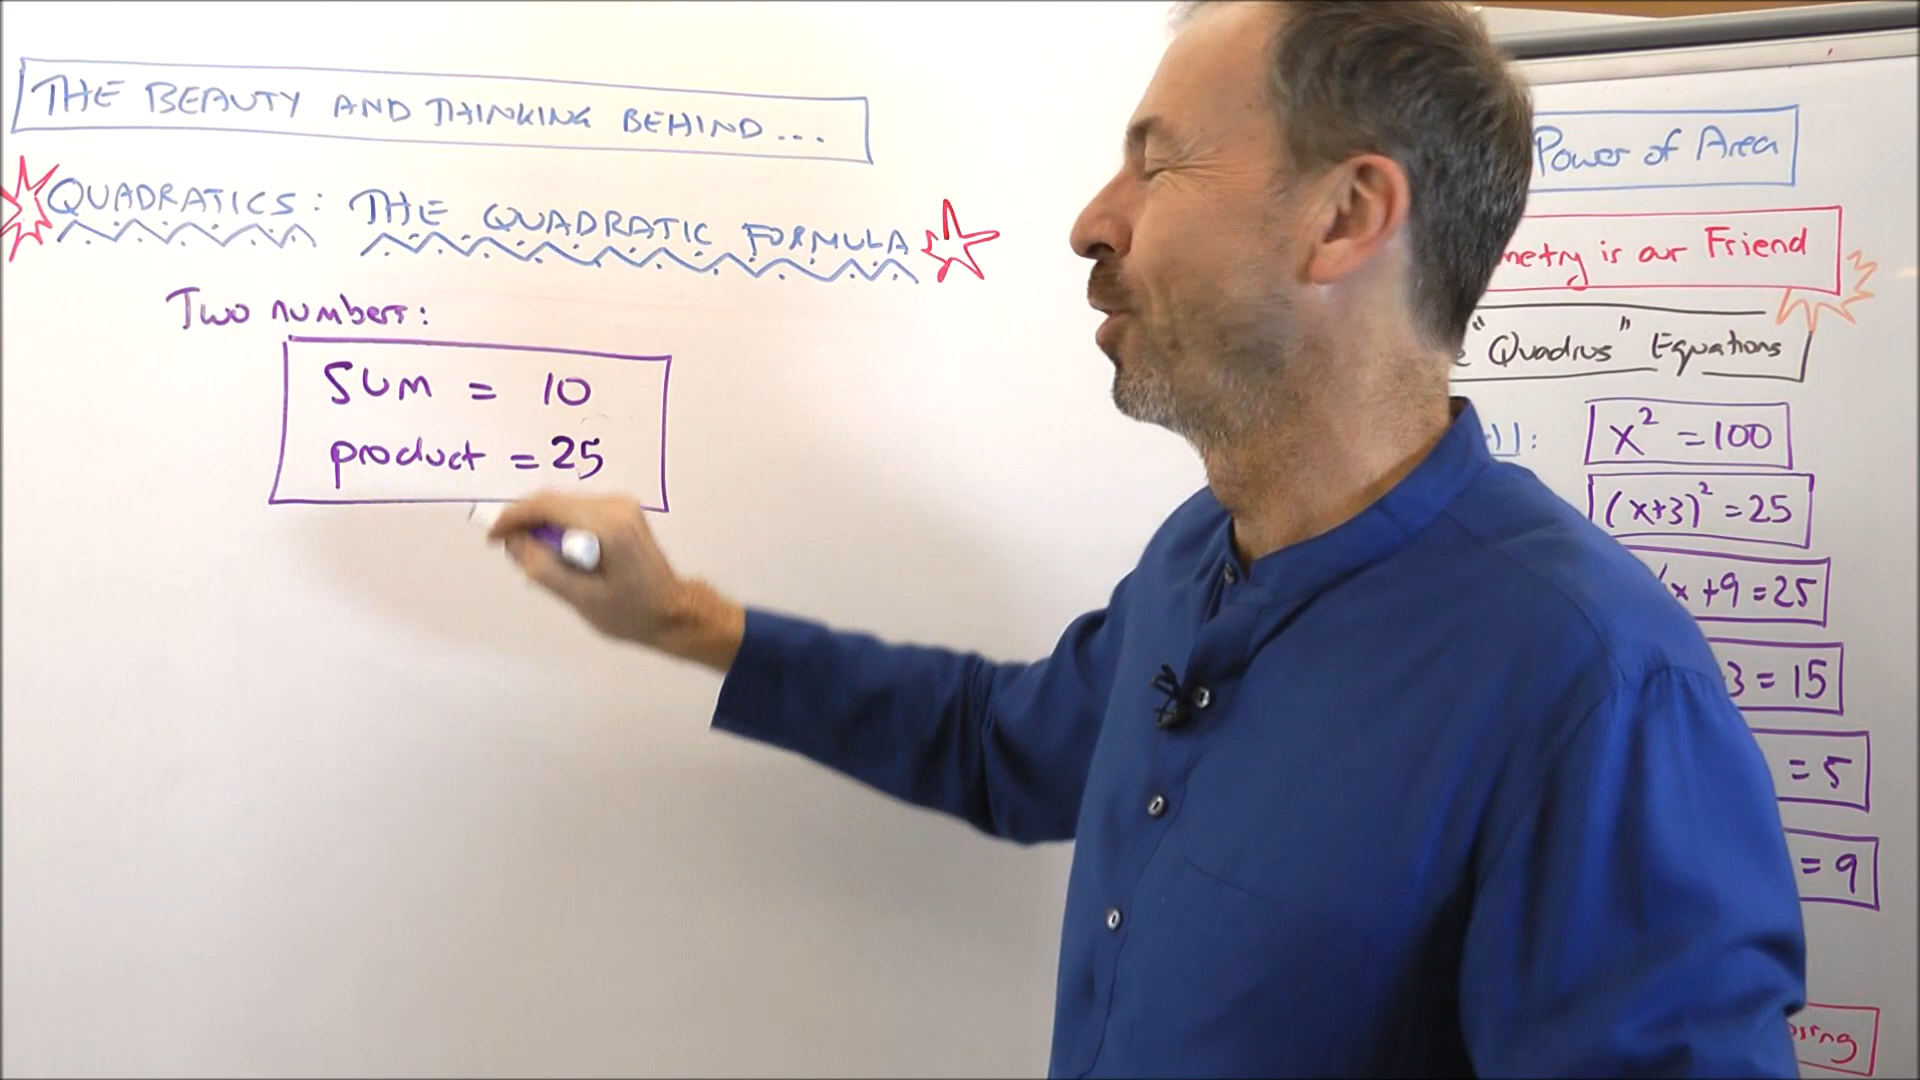 THE BEAUTY AND THINKING BEHIND...
QUADRATICS: THE QUADRATIC FORMULA
Two numbers:
SUM = 10
product = 25
Power of Area
metry is our Friend
"Quadrus" Equations
x² = 100
(x+3)² = 25
x + 9 = 25
3 = 15
= 5
= 9